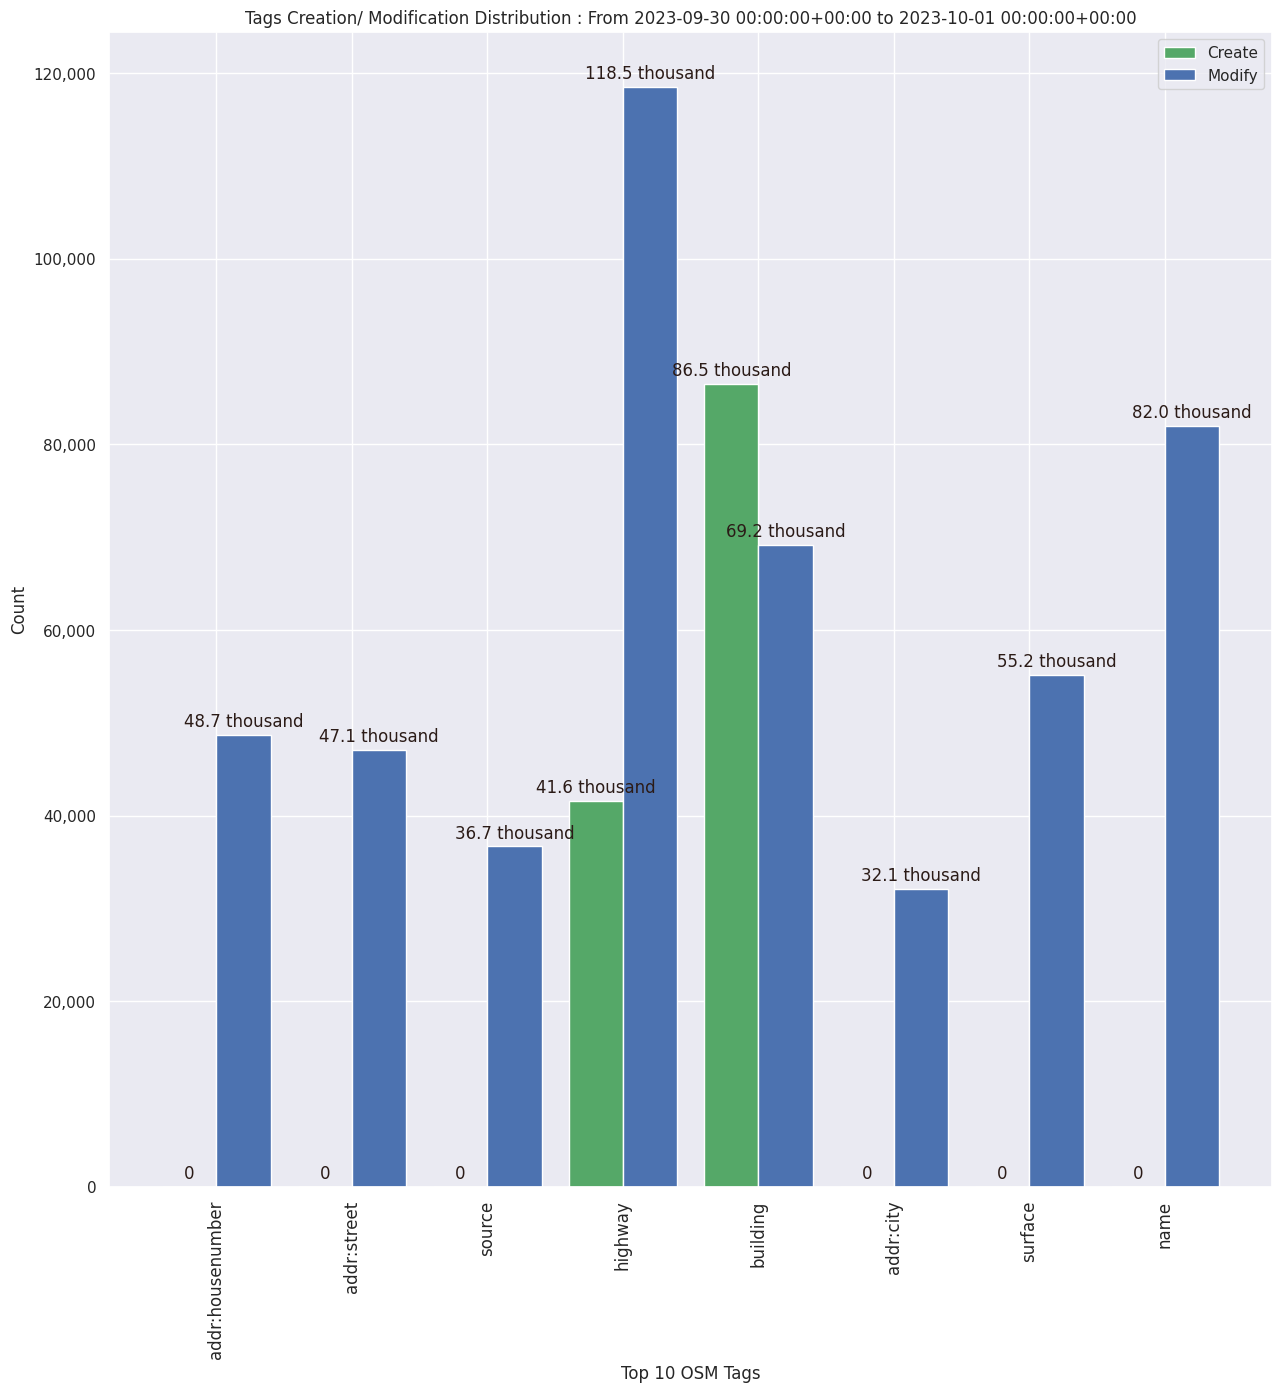 Tags Creation/ Modification Distribution : From 2023-09-30 00:00:00+00:00 to 2023-10-01 00:00:00+00:00
Create
Modify
120,000
100,000
80,000
60,000
40,000
20,000
0
Count
118.5 thousand
86.5 thousand
82.0 thousand
69.2 thousand
55.2 thousand
48.7 thousand
47.1 thousand
41.6 thousand
36.7 thousand
32.1 thousand
0
0
0
0
0
0
addr:housenumber
addr:street
source
highway
building
addr:city
surface
name
Top 10 OSM Tags